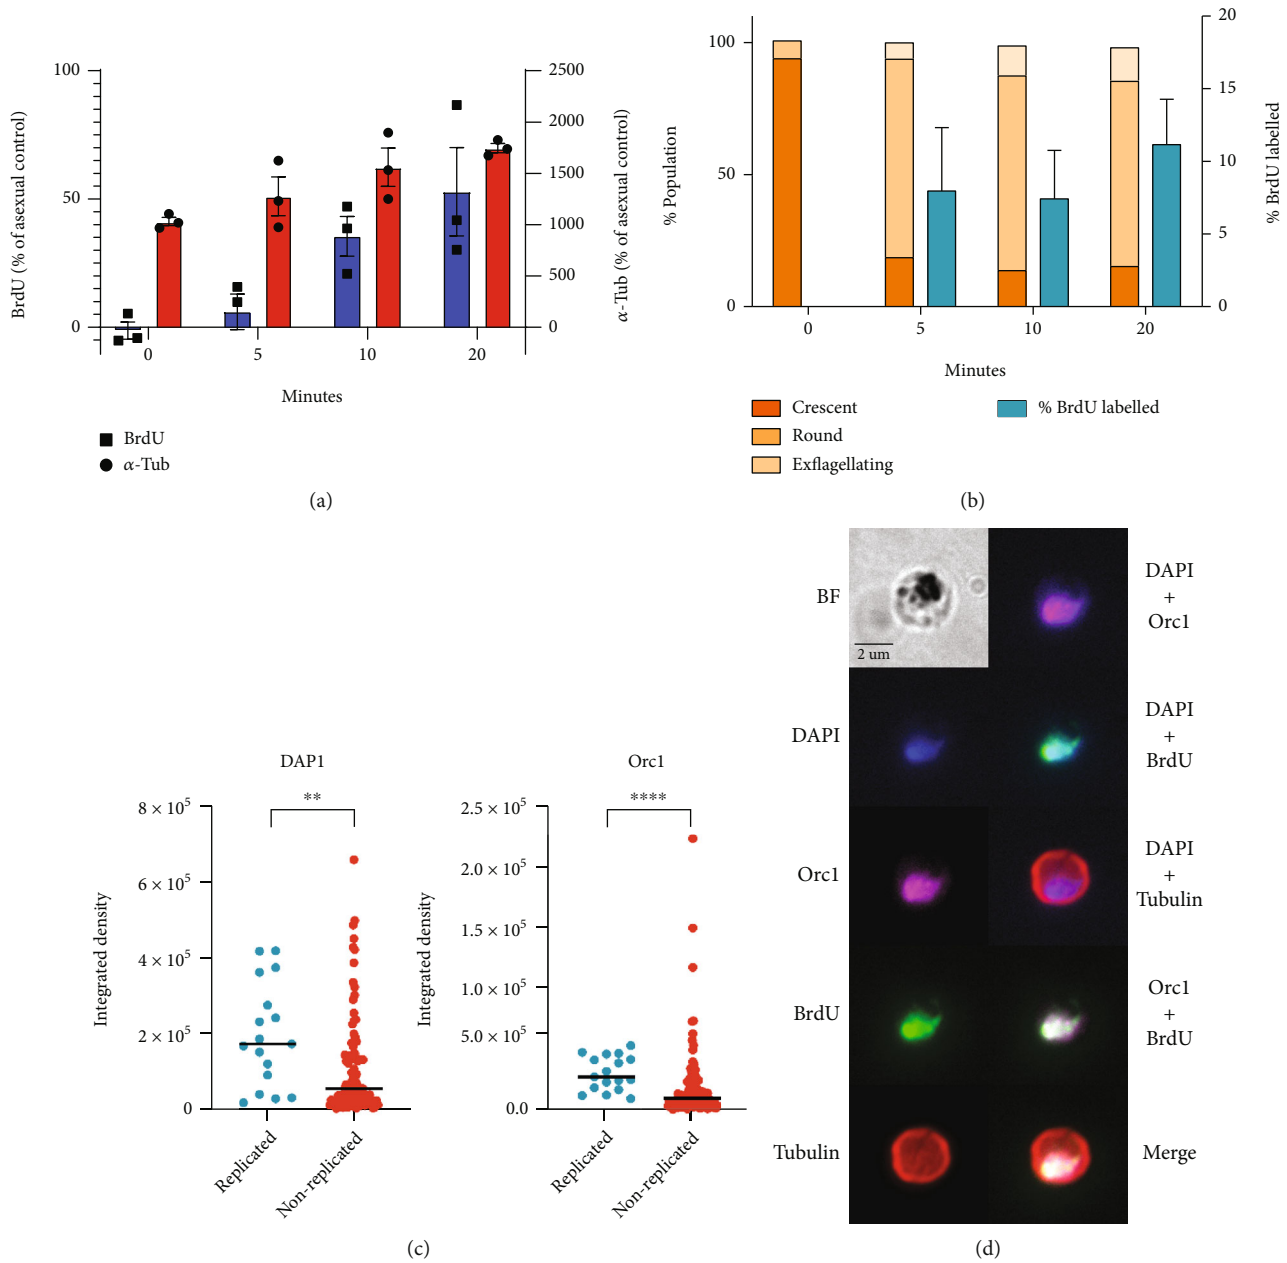 100
50
0
BrdU (% of asexual control)
2500
2000
1500
1000
500
0
α-Tub (% of asexual control)
0
5
10
20
Minutes
BrdU
α-Tub
(a)
100
50
0
% Population
20
15
10
5
0
% BrdU labelled
0
5
10
20
Minutes
Crescent
Round
Exflagellating
% BrdU labelled
(b)
DAP1
**
8 × 10⁵
6 × 10⁵
4 × 10⁵
2 × 10⁵
0
Integrated density
Replicated
Non-replicated
Orc1
****
2.5 × 10⁵
2.0 × 10⁵
1.5 × 10⁵
1.0 × 10⁵
5.0 × 10⁵
0.0
Integrated density
Replicated
Non-replicated
(c)
BF
2 um
DAPI
+
Orc1
DAPI
DAPI
+
BrdU
Orc1
DAPI
+
Tubulin
BrdU
Orc1
+
BrdU
Tubulin
Merge
(d)